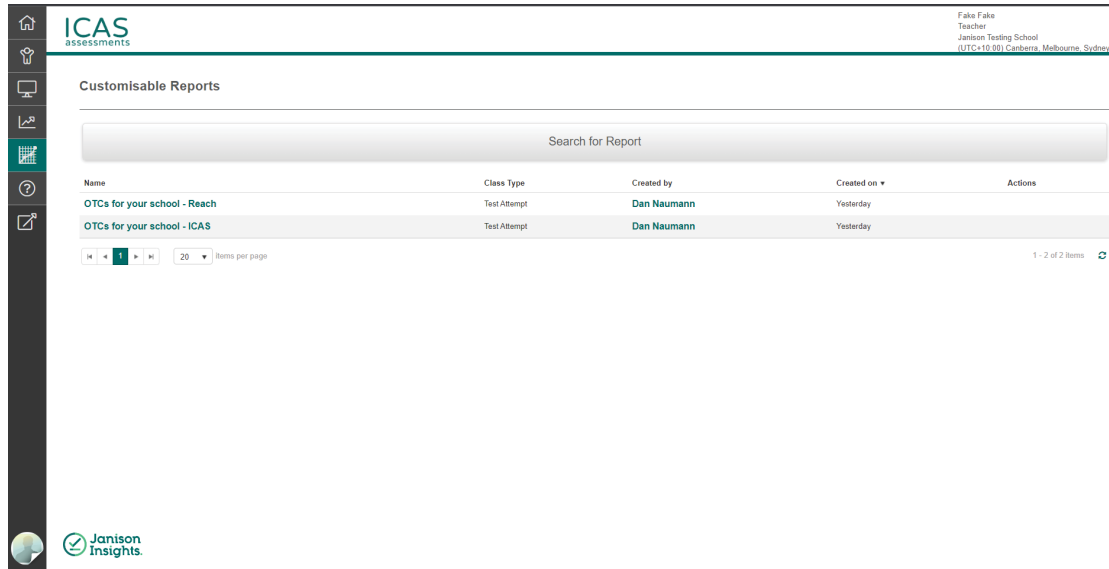 ICAS
assessments
Fake Fake
Teacher
Janison Testing School
(UTC+10:00) Canberra, Melbourne, Sydney
Customisable Reports
Search for Report
Name Class Type Created by Created on ▼ Actions
OTCs for your school - Reach Test Attempt Dan Naumann Yesterday
OTCs for your school - ICAS Test Attempt Dan Naumann Yesterday
1 20 items per page 1 - 2 of 2 items
Janison
Insights.